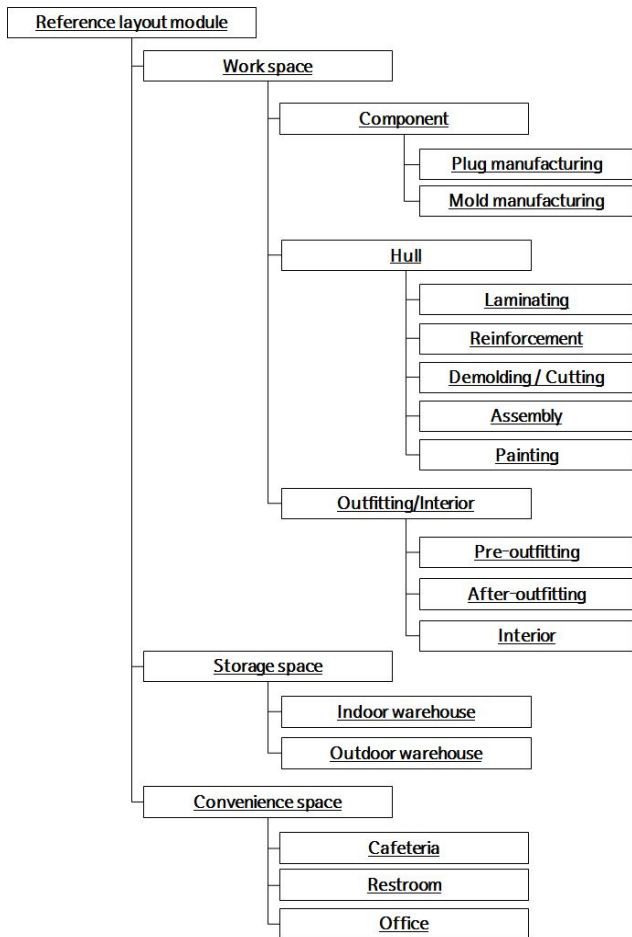 Reference layout module
Work space
Component
Plug manufacturing
Mold manufacturing
Hull
Laminating
Reinforcement
Demolding / Cutting
Assembly
Painting
Outfitting/Interior
Pre-outfitting
After-outfitting
Interior
Storage space
Indoor warehouse
Outdoor warehouse
Convenience space
Cafeteria
Restroom
Office